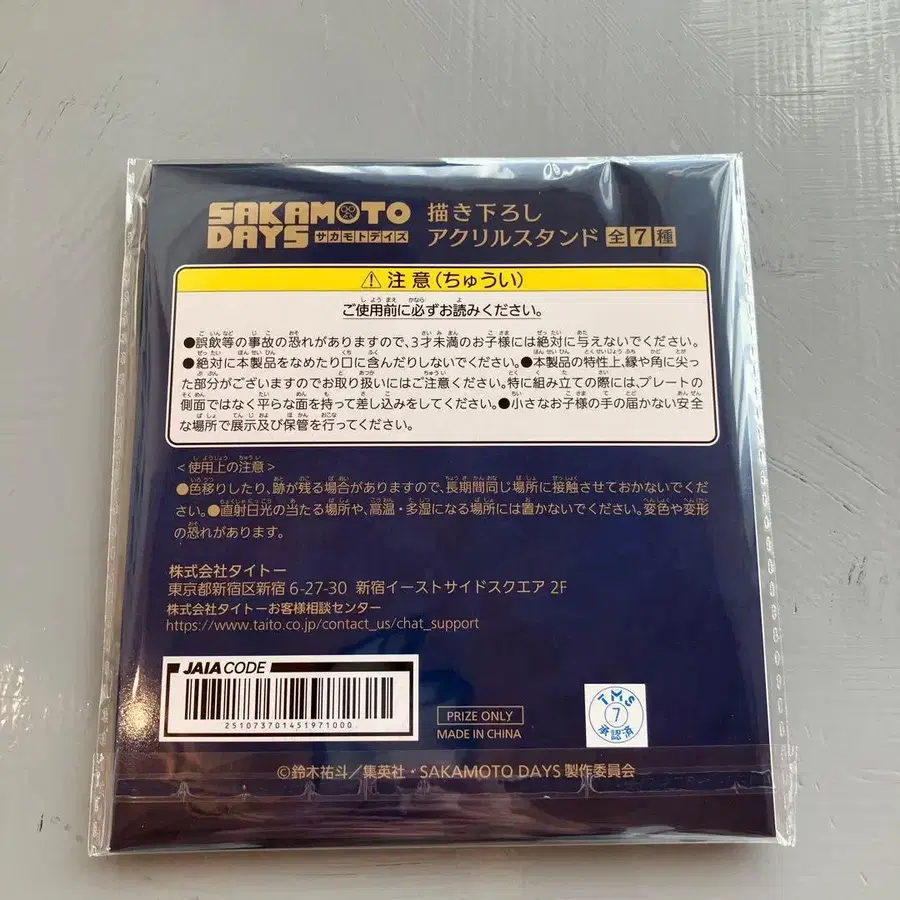 SAKAMOTO
DAYS サカモトデイズ
描き下ろし
アクリルスタンド 全7種
⚠注意(ちゅうい)
ご使用前に必ずお読みください。
●誤飲等の事故の恐れがありますので、3才未満のお子様には絶対に与えないでください。
●絶対に本製品をなめたり口に含んだりしないでください。●本製品の特性上、縁や角に尖っ
た部分がございますのでお取り扱いにはご注意ください。特に組み立ての際には、プレートの
側面ではなく平らな面を持って差し込みをしてください。●小さなお子様の手の届かない安全
な場所で展示及び保管を行ってください。
<使用上の注意>
●色移りしたり、跡が残る場合がありますので、長期間同じ場所に接触させておかないでくだ
さい。●直射日光の当たる場所や、高温・多湿になる場所には置かないでください。変色や変形
の恐れがあります。
株式会社タイトー
東京都新宿区新宿 6-27-30 新宿イーストサイドスクエア 2F
株式会社タイトーお客様相談センター
https://www.taito.co.jp/contact_us/chat_support
JAIA CODE
251073701451971000
PRIZE ONLY
MADE IN CHINA
TMS
7
承認済
©鈴木祐斗/集英社・SAKAMOTO DAYS 製作委員会